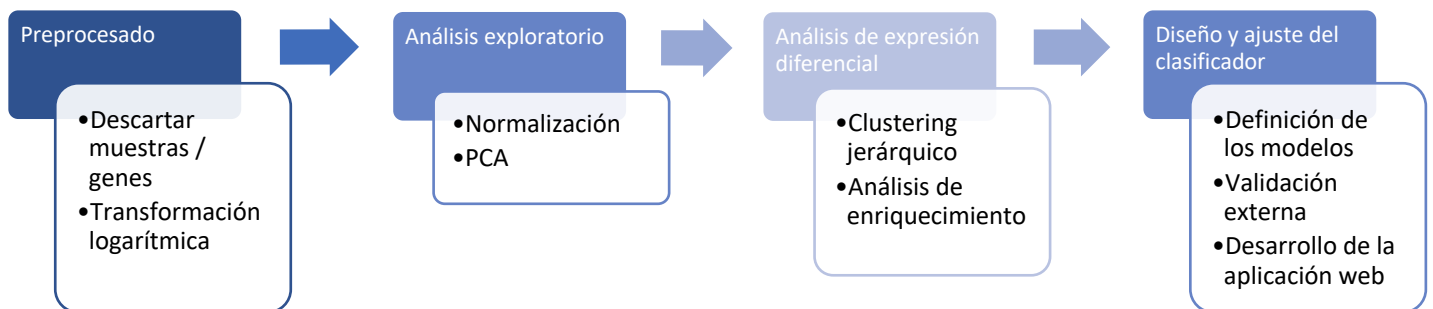 Preprocesado
•Descartar
muestras /
genes
•Transformación
logarítmica
Análisis exploratorio
•Normalización
•PCA
Análisis de expresión
diferencial
•Clustering
jerárquico
•Análisis de
enriquecimiento
Diseño y ajuste del
clasificador
•Definición de
los modelos
•Validación
externa
•Desarrollo de la
aplicación web